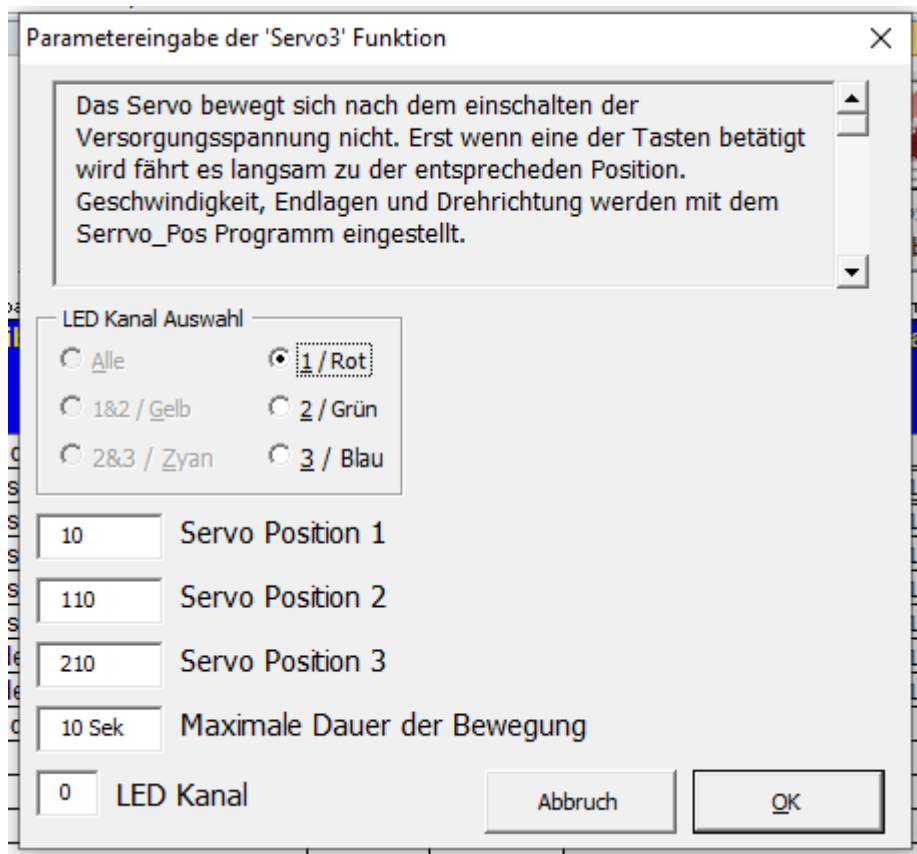 Parametereingabe der 'Servo3' Funktion
Das Servo bewegt sich nach dem einschalten der
Versorgungsspannung nicht. Erst wenn eine der Tasten betätigt
wird fährt es langsam zu der entsprecheden Position.
Geschwindigkeit, Endlagen und Drehrichtung werden mit dem
Serrvo_Pos Programm eingestellt.
LED Kanal Auswahl
Alle
1 / Rot
1&2 / Gelb
2 / Grün
2&3 / Zyan
3 / Blau
10 Servo Position 1
110 Servo Position 2
210 Servo Position 3
10 Sek Maximale Dauer der Bewegung
0 LED Kanal
Abbruch
OK